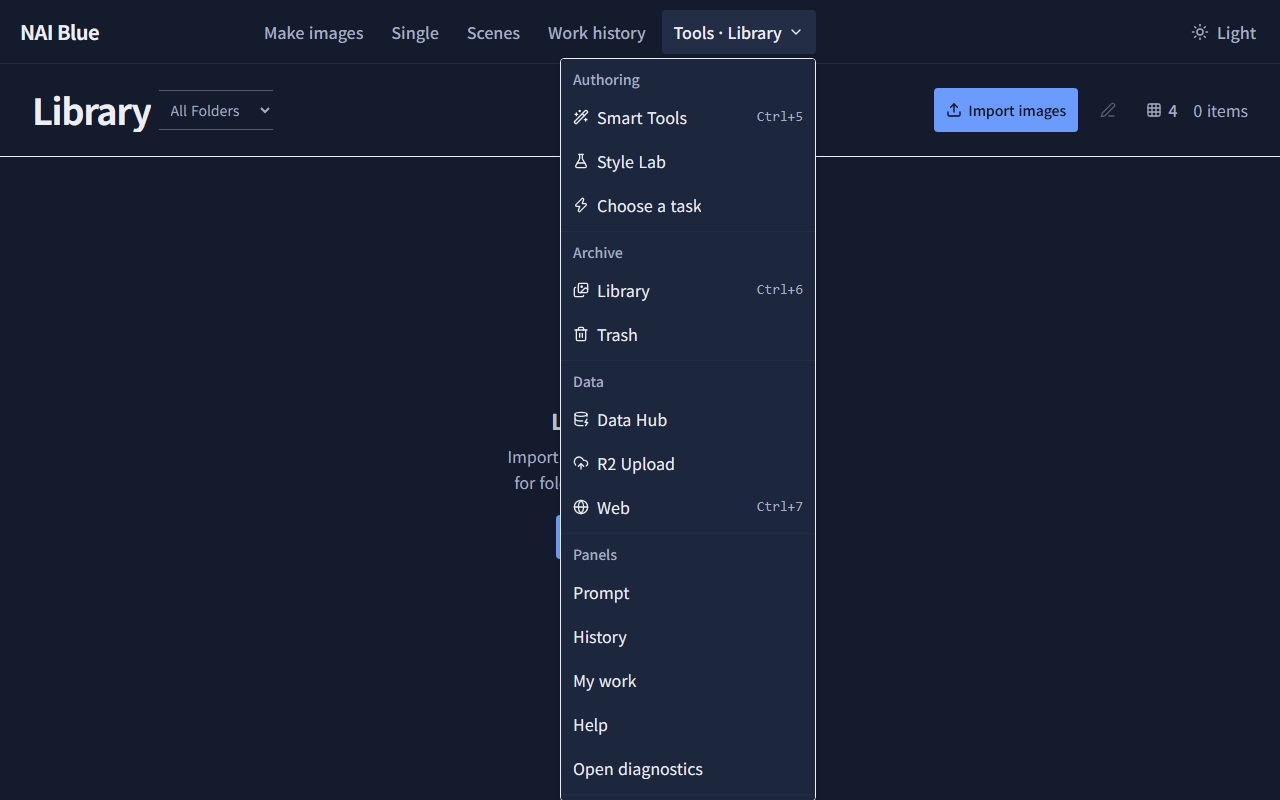 NAI Blue
Make images
Single
Scenes
Work history
Tools · Library
Light
Library
All Folders
Import images
4
0 items
Authoring
Smart Tools Ctrl+5
Style Lab
Choose a task
Archive
Library Ctrl+6
Trash
Data
Data Hub
R2 Upload
Web Ctrl+7
Panels
Prompt
History
My work
Help
Open diagnostics
Import
for